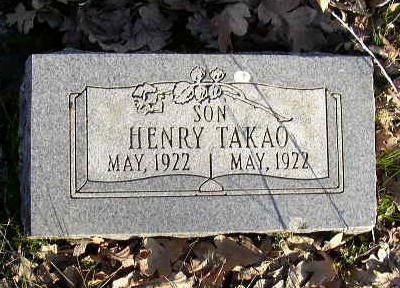 SON
HENRY TAKAO
MAY, 1922 | MAY, 1922